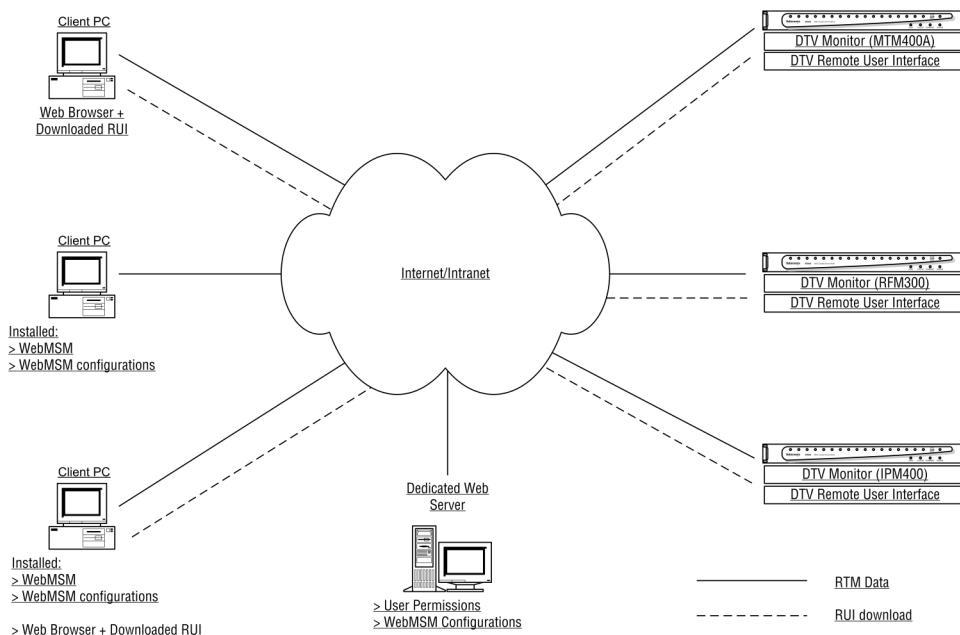 Client PC
Web Browser +
Downloaded RUI
DTV Monitor (MTM400A)
DTV Remote User Interface
Client PC
Installed:
> WebMSM
> WebMSM configurations
Internet/Intranet
DTV Monitor (RFM300)
DTV Remote User Interface
Client PC
Installed:
> WebMSM
> WebMSM configurations
> Web Browser + Downloaded RUI
Dedicated Web
Server
> User Permissions
> WebMSM Configurations
DTV Monitor (IPM400)
DTV Remote User Interface
RTM Data
RUI download